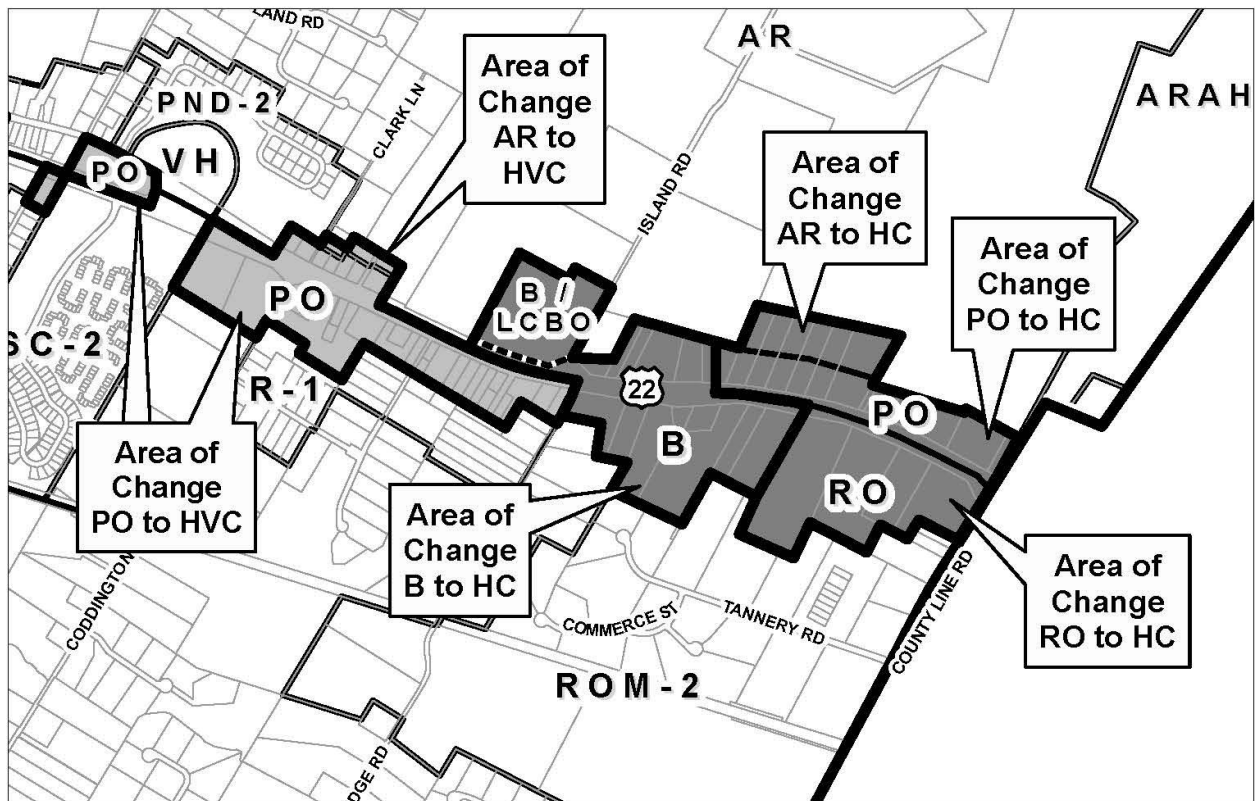 LAND RD
AR
ARAH
PND-2
CLARK LN
Area of
Change
AR to
HVC
VH
PO
ISLAND RD
Area of
Change
AR to HC
Area of
Change
PO to HC
B /
LCBO
PO
SC-2
R-1
22
B
PO
RO
Area of
Change
PO to HVC
Area of
Change
B to HC
Area of
Change
RO to HC
CODDINGTON
COMMERCE ST
TANNERY RD
COUNTY LINE RD
ROM-2
DGE RD